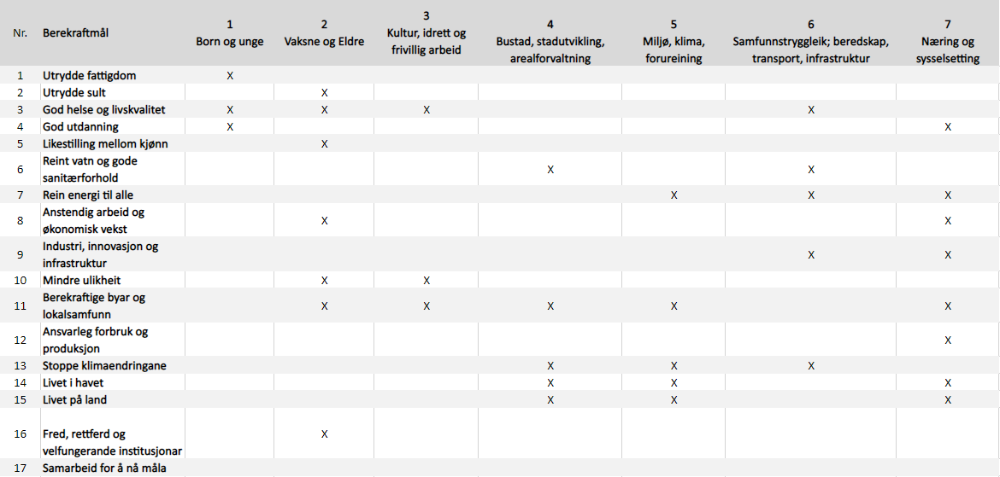 Nr. Berekraftmål 1 Born og unge 2 Vaksne og Eldre 3 Kultur, idrett og frivillig arbeid 4 Bustad, stadutvikling, arealforvaltning 5 Miljø, klima, forureining 6 Samfunnstryggleik; beredskap, transport, infrastruktur 7 Næring og sysselsetting
1 Utrydde fattigdom X
2 Utrydde sult X
3 God helse og livskvalitet X X X X
4 God utdanning X X
5 Likestilling mellom kjønn X
6 Reint vatn og gode sanitærforhold X X
7 Rein energi til alle X X X
8 Anstendig arbeid og økonomisk vekst X X
9 Industri, innovasjon og infrastruktur X X
10 Mindre ulikheit X X
11 Berekraftige byar og lokalsamfunn X X X X X
12 Ansvarleg forbruk og produksjon X
13 Stoppe klimaendringane X X X
14 Livet i havet X X X
15 Livet på land X X X
16 Fred, rettferd og velfungerande institusjonar X
17 Samarbeid for å nå måla